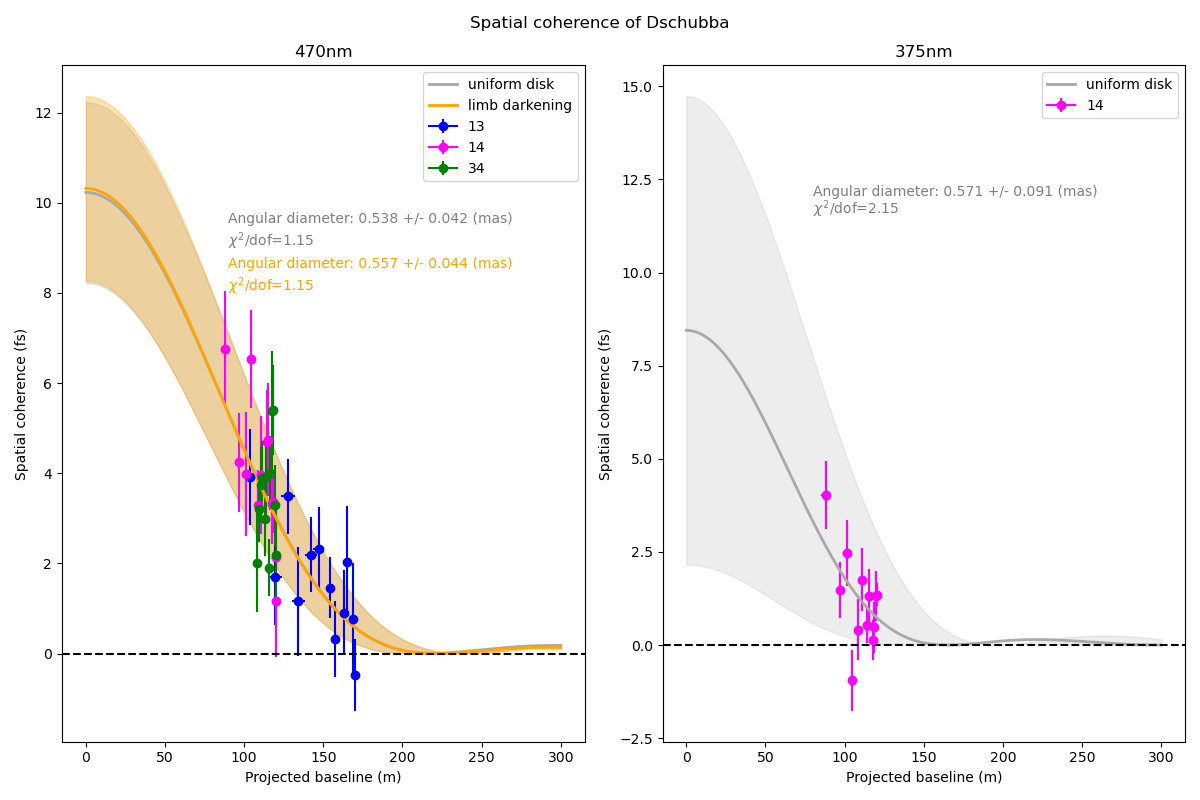 Spatial coherence of Dschubba
470nm
uniform disk
limb darkening
13
14
34
Angular diameter: 0.538 +/- 0.042 (mas)
χ²/dof=1.15
Angular diameter: 0.557 +/- 0.044 (mas)
χ²/dof=1.15
Spatial coherence (fs)
12
10
8
6
4
2
0
0 50 100 150 200 250 300
Projected baseline (m)
375nm
uniform disk
14
Angular diameter: 0.571 +/- 0.091 (mas)
χ²/dof=2.15
Spatial coherence (fs)
15.0
12.5
10.0
7.5
5.0
2.5
0.0
−2.5
0 50 100 150 200 250 300
Projected baseline (m)